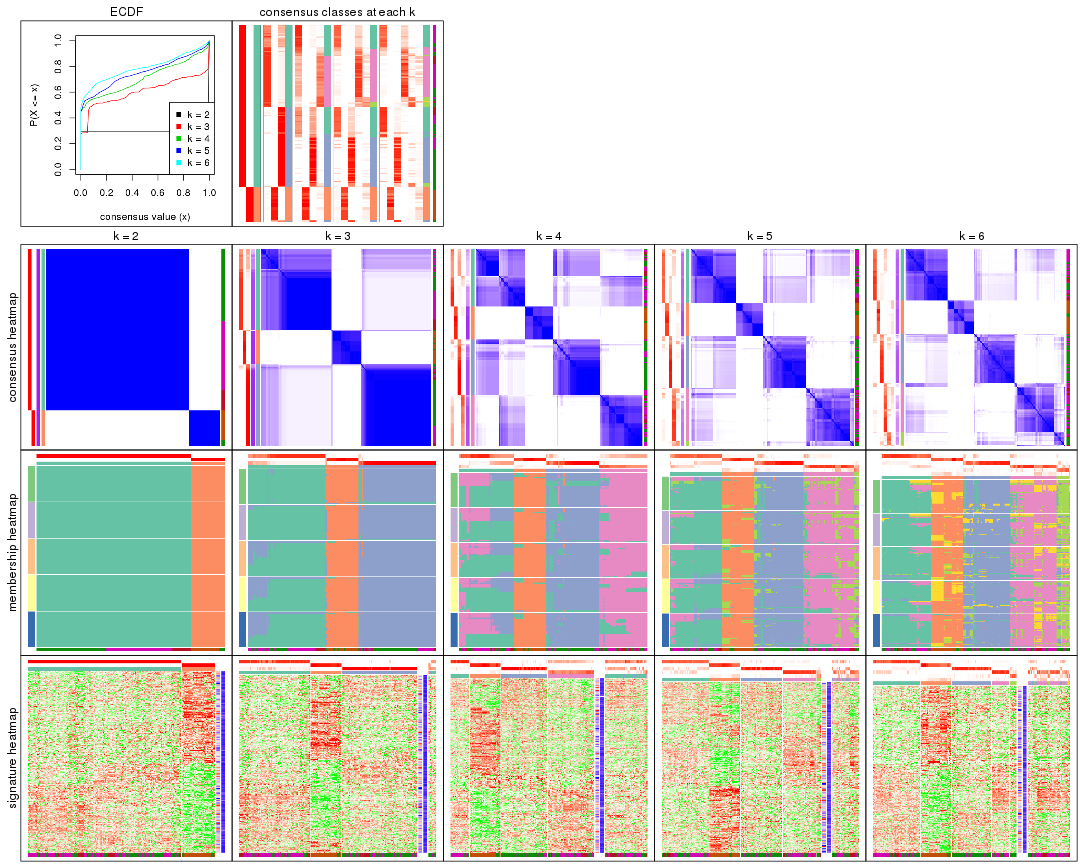 ECDF
consensus classes at each k
P(X <= x)
0.0 0.2 0.4 0.6 0.8 1.0
k = 2
k = 3
k = 4
k = 5
k = 6
0.0 0.2 0.4 0.6 0.8 1.0
consensus value (x)
k = 2
k = 3
k = 4
k = 5
k = 6
consensus heatmap
membership heatmap
signature heatmap